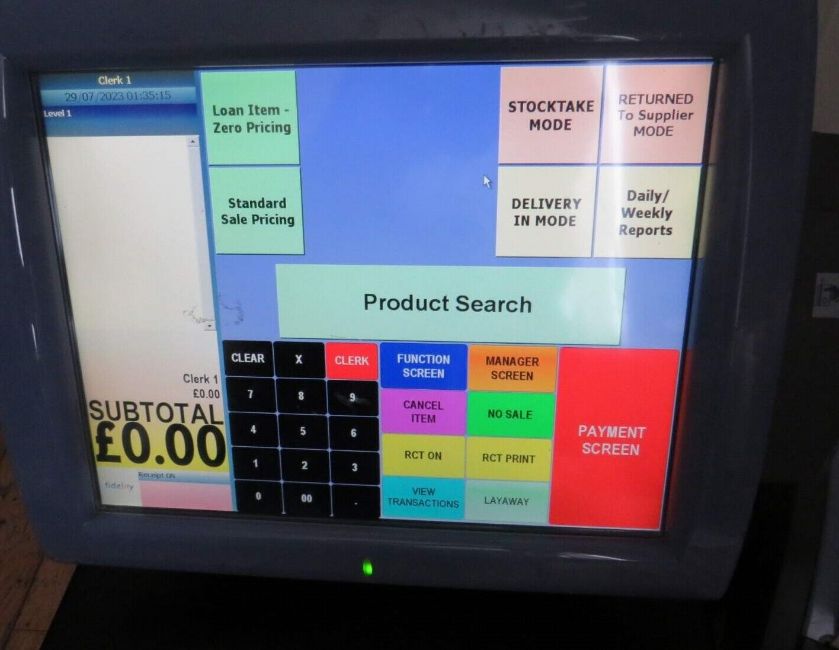 Clerk 1
29/07/2023 01:35:15
Level 1
Loan Item -
Zero Pricing
STOCKTAKE
MODE
RETURNED
To Supplier
MODE
Standard
Sale Pricing
DELIVERY
IN MODE
Daily/
Weekly
Reports
Product Search
Clerk 1
£0.00
SUBTOTAL
£0.00
Receipt ON
fidelity
CLEAR
X
CLERK
7
8
9
4
5
6
1
2
3
0
00
.
FUNCTION
SCREEN
MANAGER
SCREEN
CANCEL
ITEM
NO SALE
RCT ON
RCT PRINT
VIEW
TRANSACTIONS
LAYAWAY
PAYMENT
SCREEN